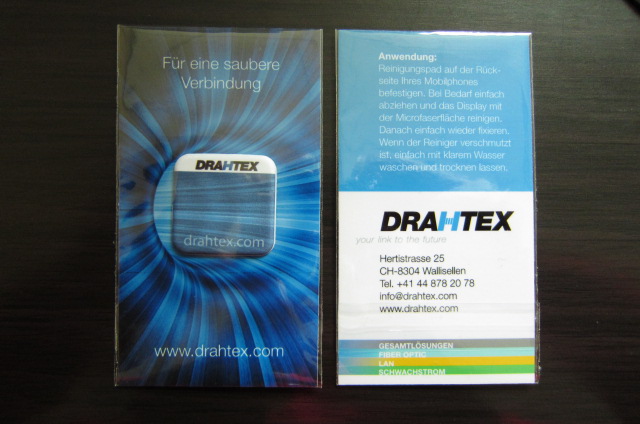 Für eine saubere
Verbindung
DRAHTEX
drahtex.com
www.drahtex.com
Anwendung:
Reinigungspad auf der Rück-
seite Ihres Mobilphones
befestigen. Bei Bedarf einfach
abziehen und das Display mit
der Microfaserfläche reinigen.
Danach einfach wieder fixieren.
Wenn der Reiniger verschmutzt
ist, einfach mit klarem Wasser
waschen und trocknen lassen.
DRAHTEX
your link to the future
Hertistrasse 25
CH-8304 Wallisellen
Tel. +41 44 878 20 78
info@drahtex.com
www.drahtex.com
GESAMTLÖSUNGEN
FIBER OPTIC
LAN
SCHWACHSTROM